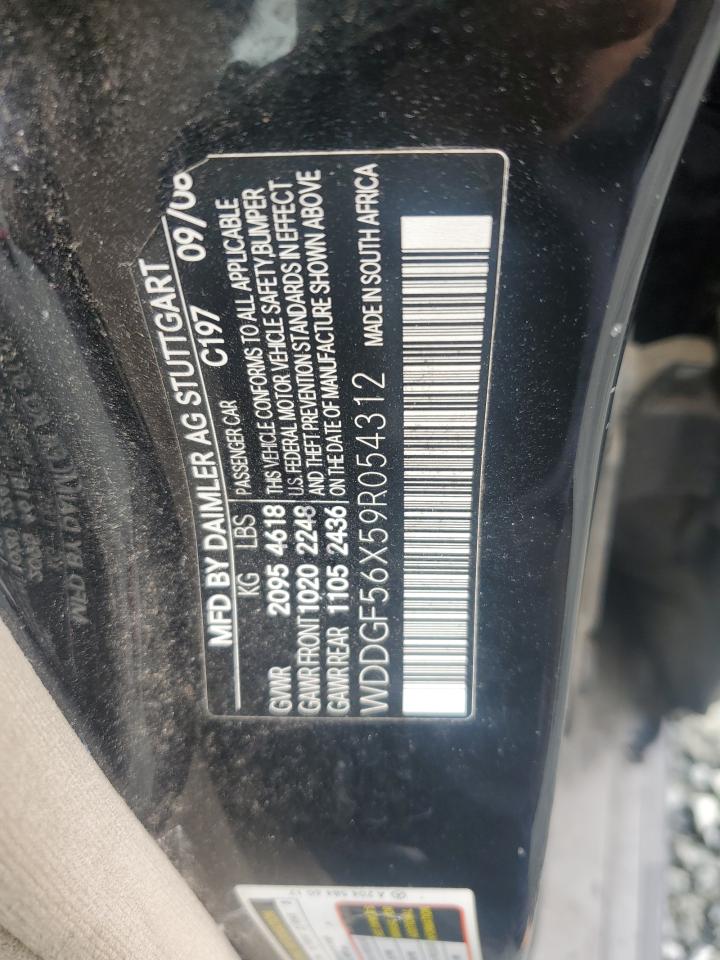 MFD BY DAIMLER AG STUTTGART
C197 09/08
KG LBS PASSENGER CAR
GVWR 2095 4618 THIS VEHICLE CONFORMS TO ALL APPLICABLE
GAWR FRONT 1020 2248 U.S. FEDERAL MOTOR VEHICLE SAFETY,BUMPER
GAWR REAR 1105 2436 AND THEFT PREVENTION STANDARDS IN EFFECT
ON THE DATE OF MANUFACTURE SHOWN ABOVE
WDDGF56X59R054312 MADE IN SOUTH AFRICA